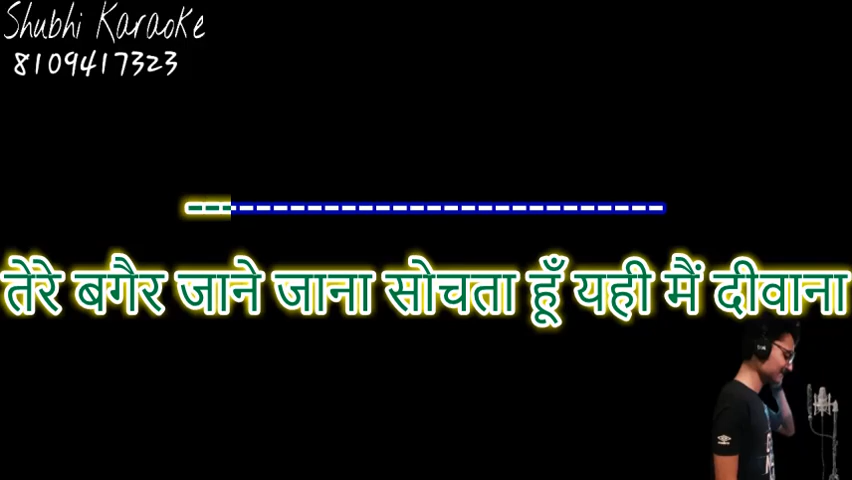 Shubhi Karaoke
8109417323
----------------------------
तेरे बगैर जाने जाना सोचता हूँ यही मैं दीवाना